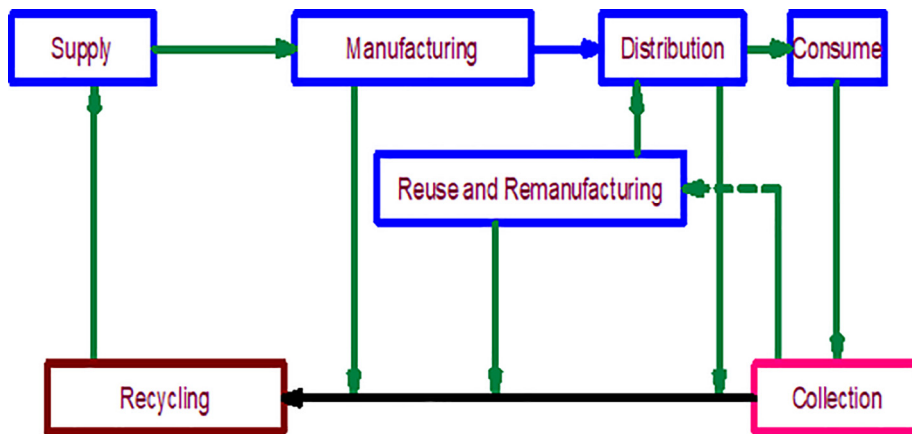 Supply
Manufacturing
Distribution
Consume
Reuse and Remanufacturing
Recycling
Collection